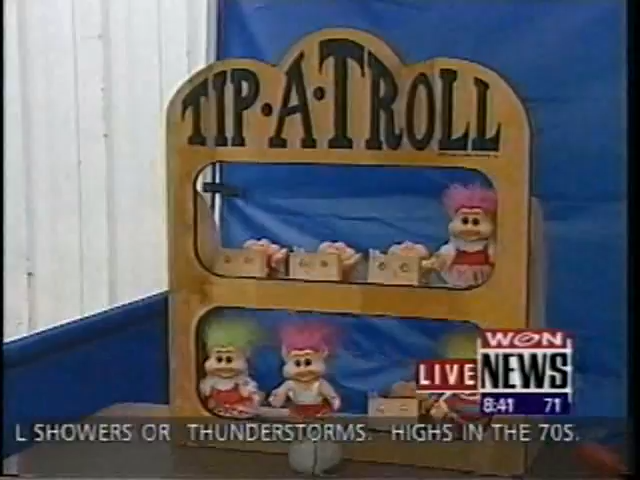 TIP·A·TROLL
WGN
LIVE NEWS
8:41 71
L SHOWERS OR THUNDERSTORMS. HIGHS IN THE 70S.